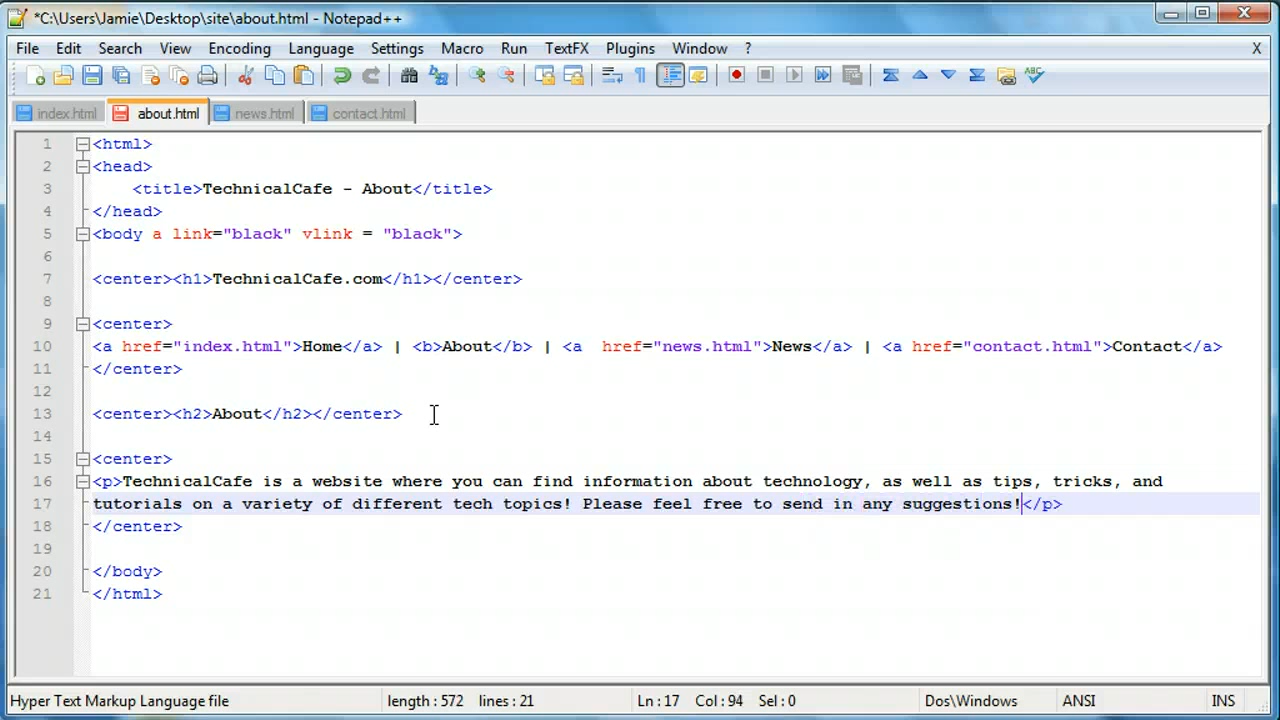 *C:\Users\Jamie\Desktop\site\about.html - Notepad++
File Edit Search View Encoding Language Settings Macro Run TextFX Plugins Window ? X
index.html about.html news.html contact.html
1 <html>
2 <head>
3 <title>TechnicalCafe - About</title>
4 </head>
5 <body a link="black" vlink = "black">
6
7 <center><h1>TechnicalCafe.com</h1></center>
8
9 <center>
10 <a href="index.html">Home</a> | <b>About</b> | <a  href="news.html">News</a> | <a href="contact.html">Contact</a>
11 </center>
12
13 <center><h2>About</h2></center>
14
15 <center>
16 <p>TechnicalCafe is a website where you can find information about technology, as well as tips, tricks, and
17 tutorials on a variety of different tech topics! Please feel free to send in any suggestions!</p>
18 </center>
19
20 </body>
21 </html>
Hyper Text Markup Language file length : 572 lines : 21 Ln : 17 Col : 94 Sel : 0 Dos\Windows ANSI INS